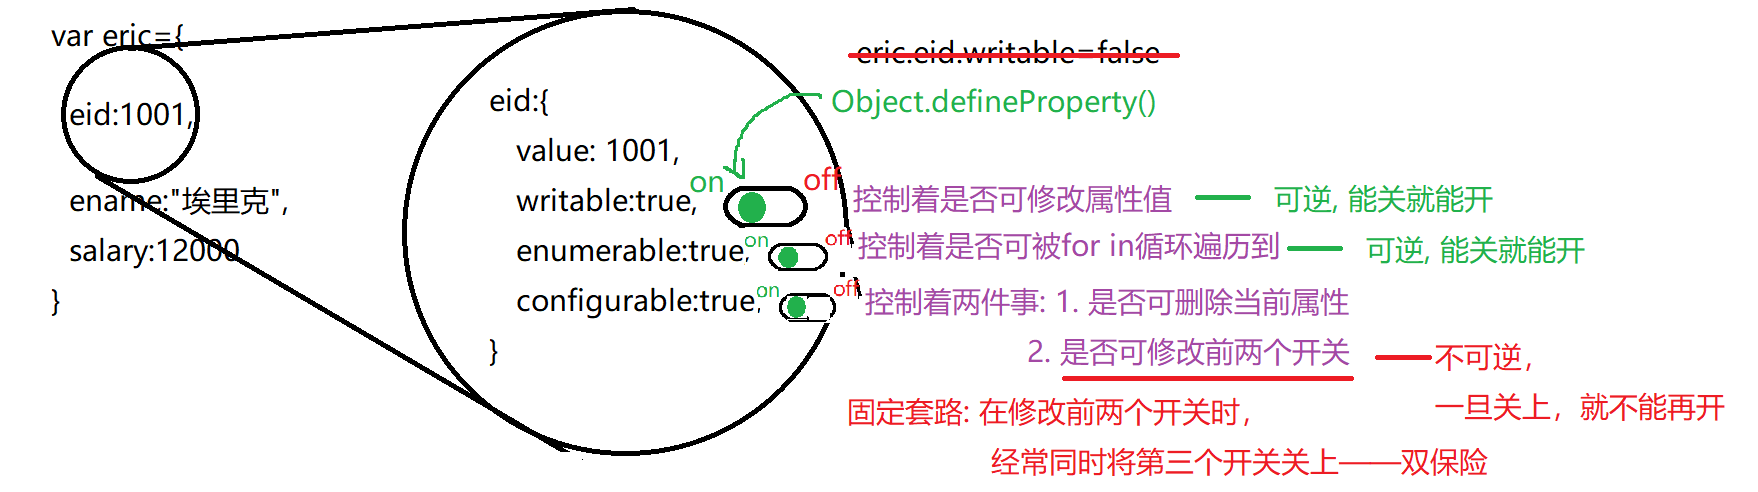 var eric={
eid:1001,
ename:"埃里克",
salary:12000
}
eid:{
value: 1001,
writable:true,
enumerable:true,
configurable:true,
}
on
off
on
off
on
off
eric.eid.writable=false
Object.defineProperty()
控制着是否可修改属性值 —— 可逆, 能关就能开
控制着是否可被for in循环遍历到 —— 可逆, 能关就能开
控制着两件事: 1. 是否可删除当前属性
2. 是否可修改前两个开关 —— 不可逆，
一旦关上，就不能再开
固定套路: 在修改前两个开关时，
经常同时将第三个开关关上——双保险